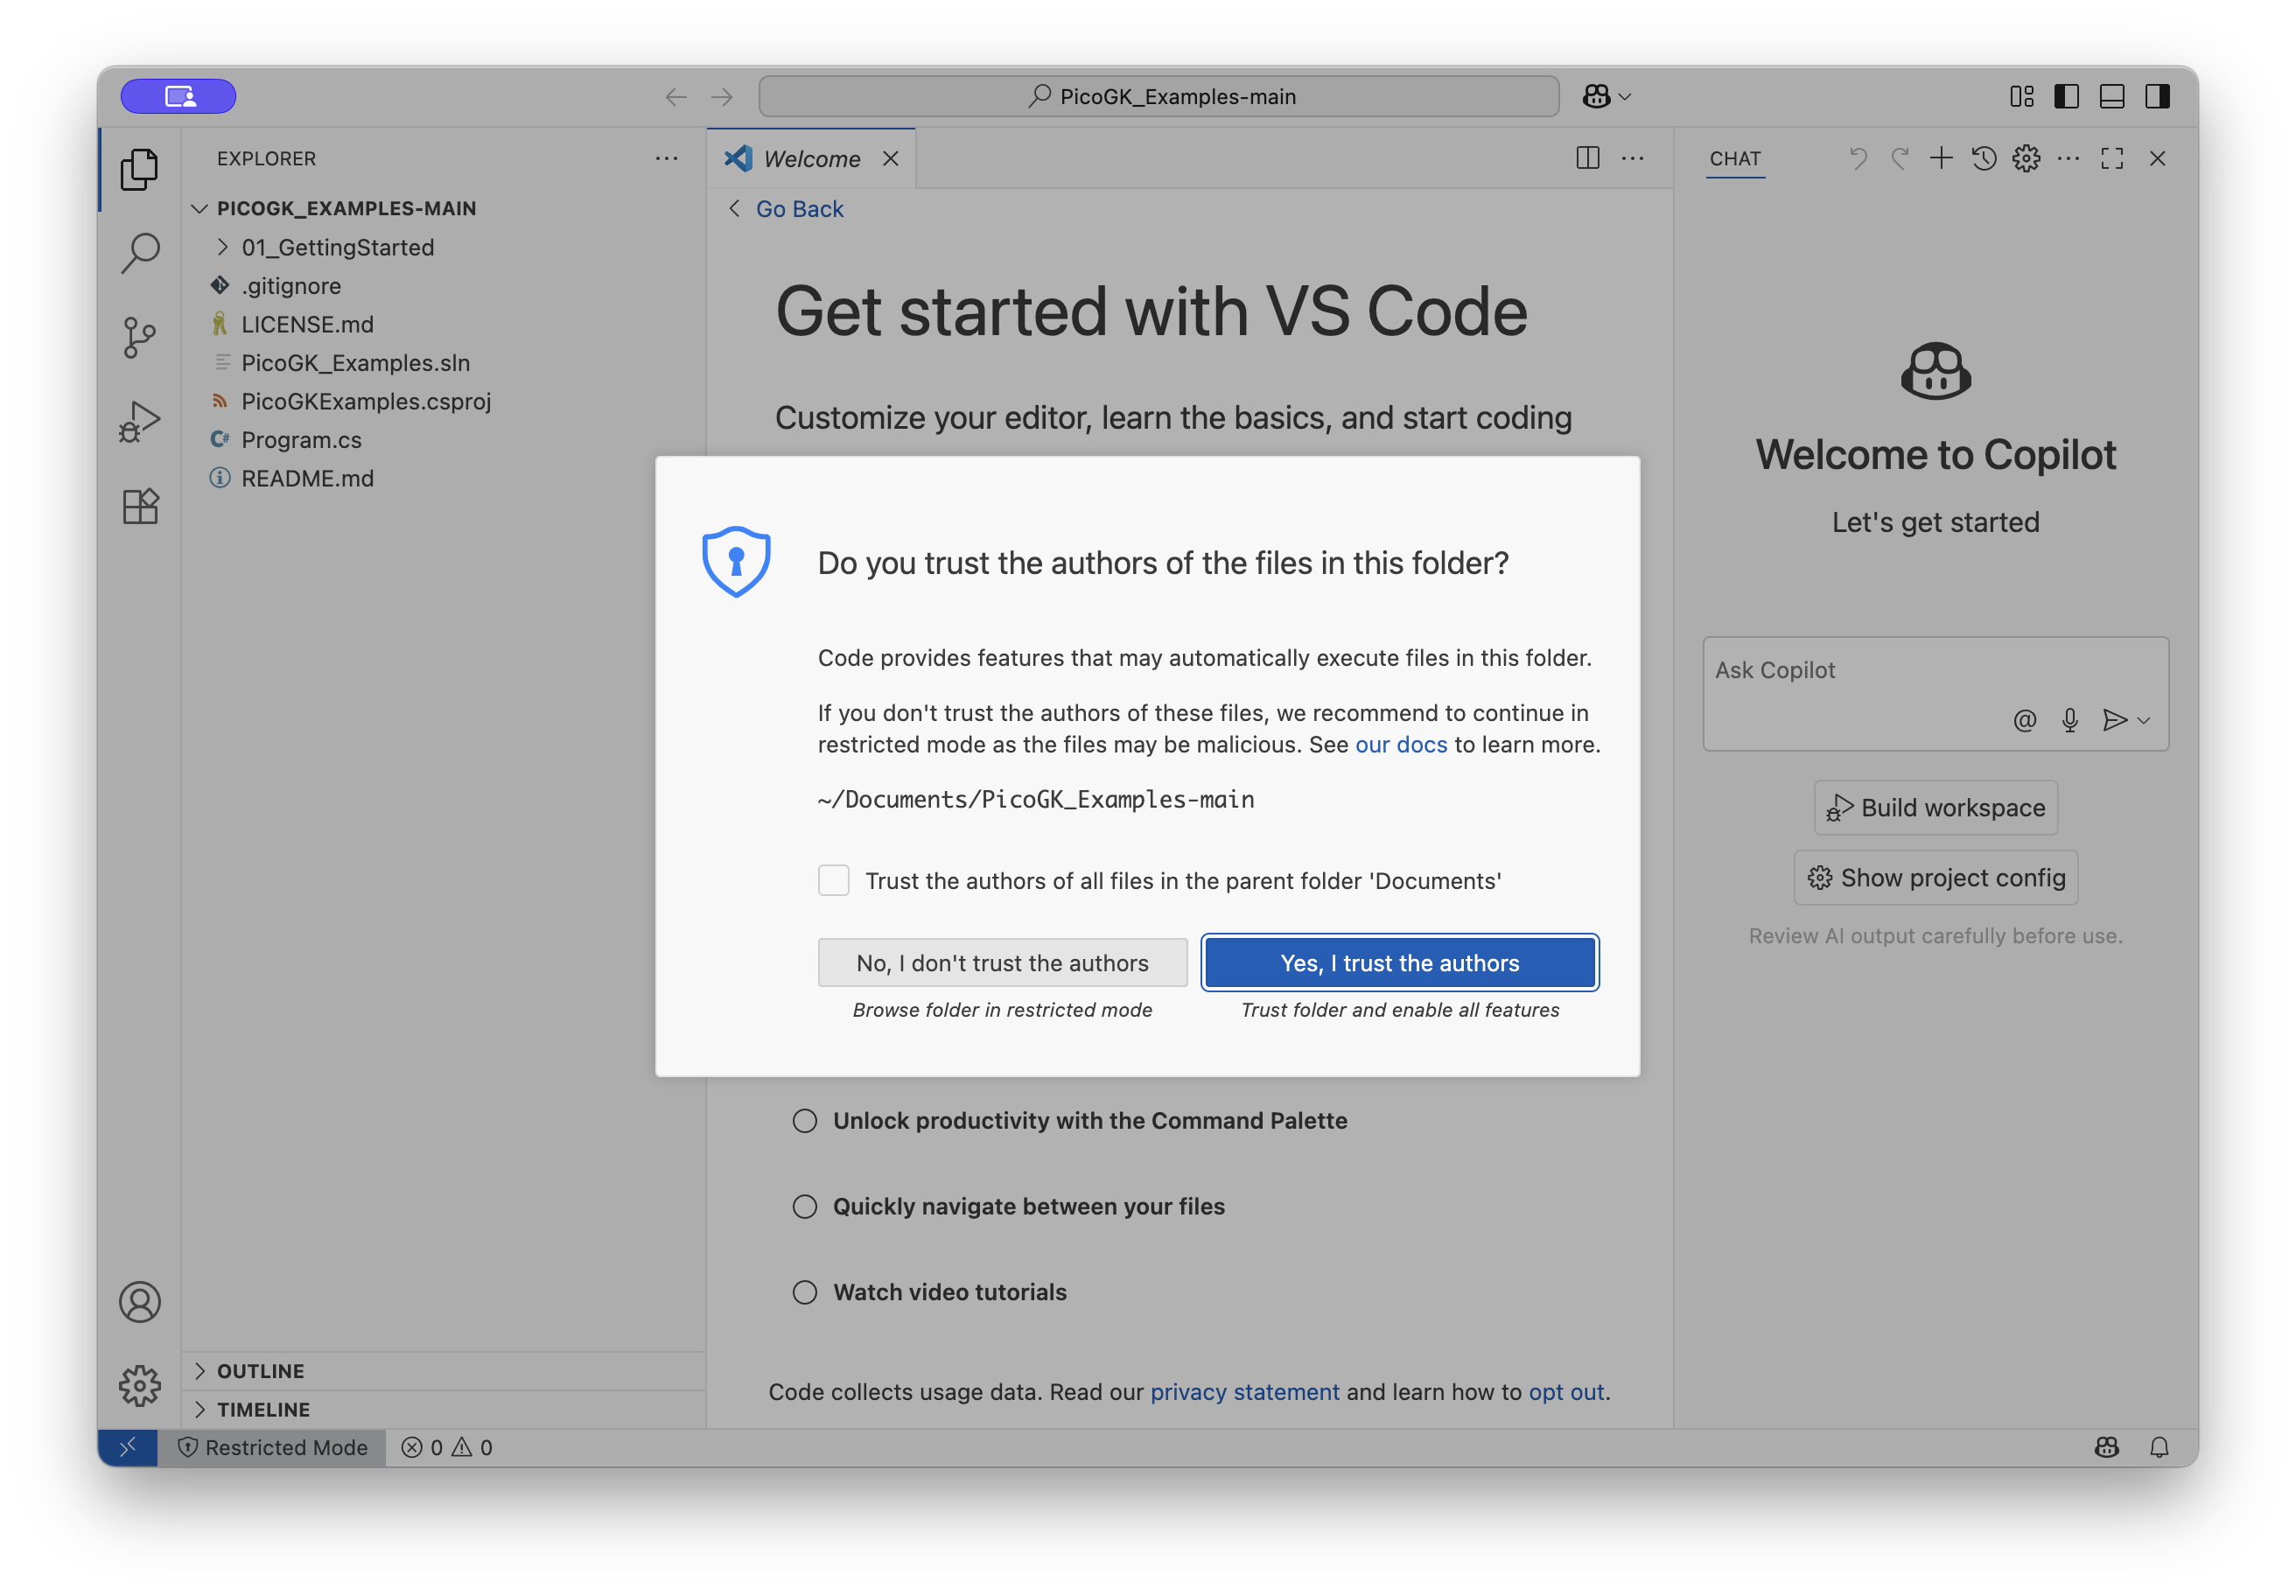 PicoGK_Examples-main
EXPLORER
PICOGK_EXAMPLES-MAIN
01_GettingStarted
.gitignore
LICENSE.md
PicoGK_Examples.sln
PicoGKExamples.csproj
C# Program.cs
README.md
OUTLINE
TIMELINE
Welcome
Go Back
Get started with VS Code
Customize your editor, learn the basics, and start coding
Do you trust the authors of the files in this folder?
Code provides features that may automatically execute files in this folder.
If you don't trust the authors of these files, we recommend to continue in
restricted mode as the files may be malicious. See our docs to learn more.
~/Documents/PicoGK_Examples-main
Trust the authors of all files in the parent folder 'Documents'
No, I don't trust the authors
Yes, I trust the authors
Browse folder in restricted mode
Trust folder and enable all features
Unlock productivity with the Command Palette
Quickly navigate between your files
Watch video tutorials
Code collects usage data. Read our privacy statement and learn how to opt out.
CHAT
Welcome to Copilot
Let's get started
Ask Copilot
@
Build workspace
Show project config
Review AI output carefully before use.
Restricted Mode
0
0